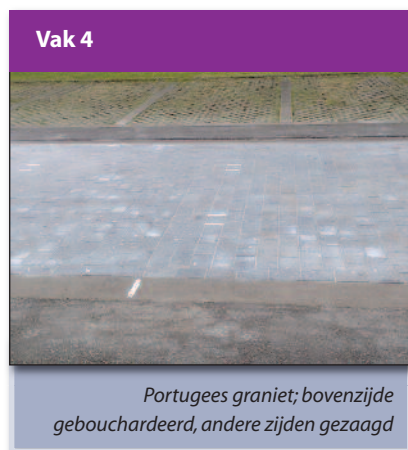 Vak 4
Portugees graniet; bovenzijde
gebouchardeerd, andere zijden gezaagd